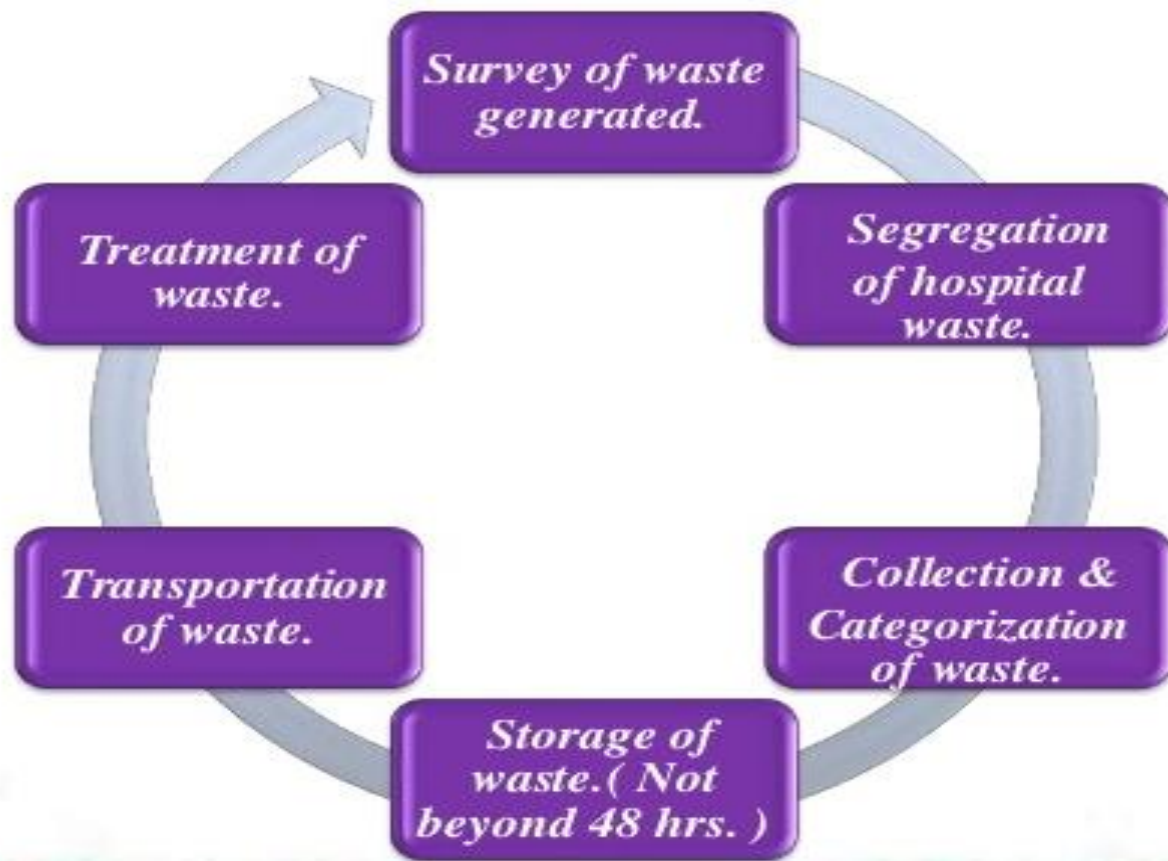 Survey of waste
generated.
Segregation
of hospital
waste.
Collection &
Categorization
of waste.
Storage of
waste.( Not
beyond 48 hrs. )
Transportation
of waste.
Treatment of
waste.